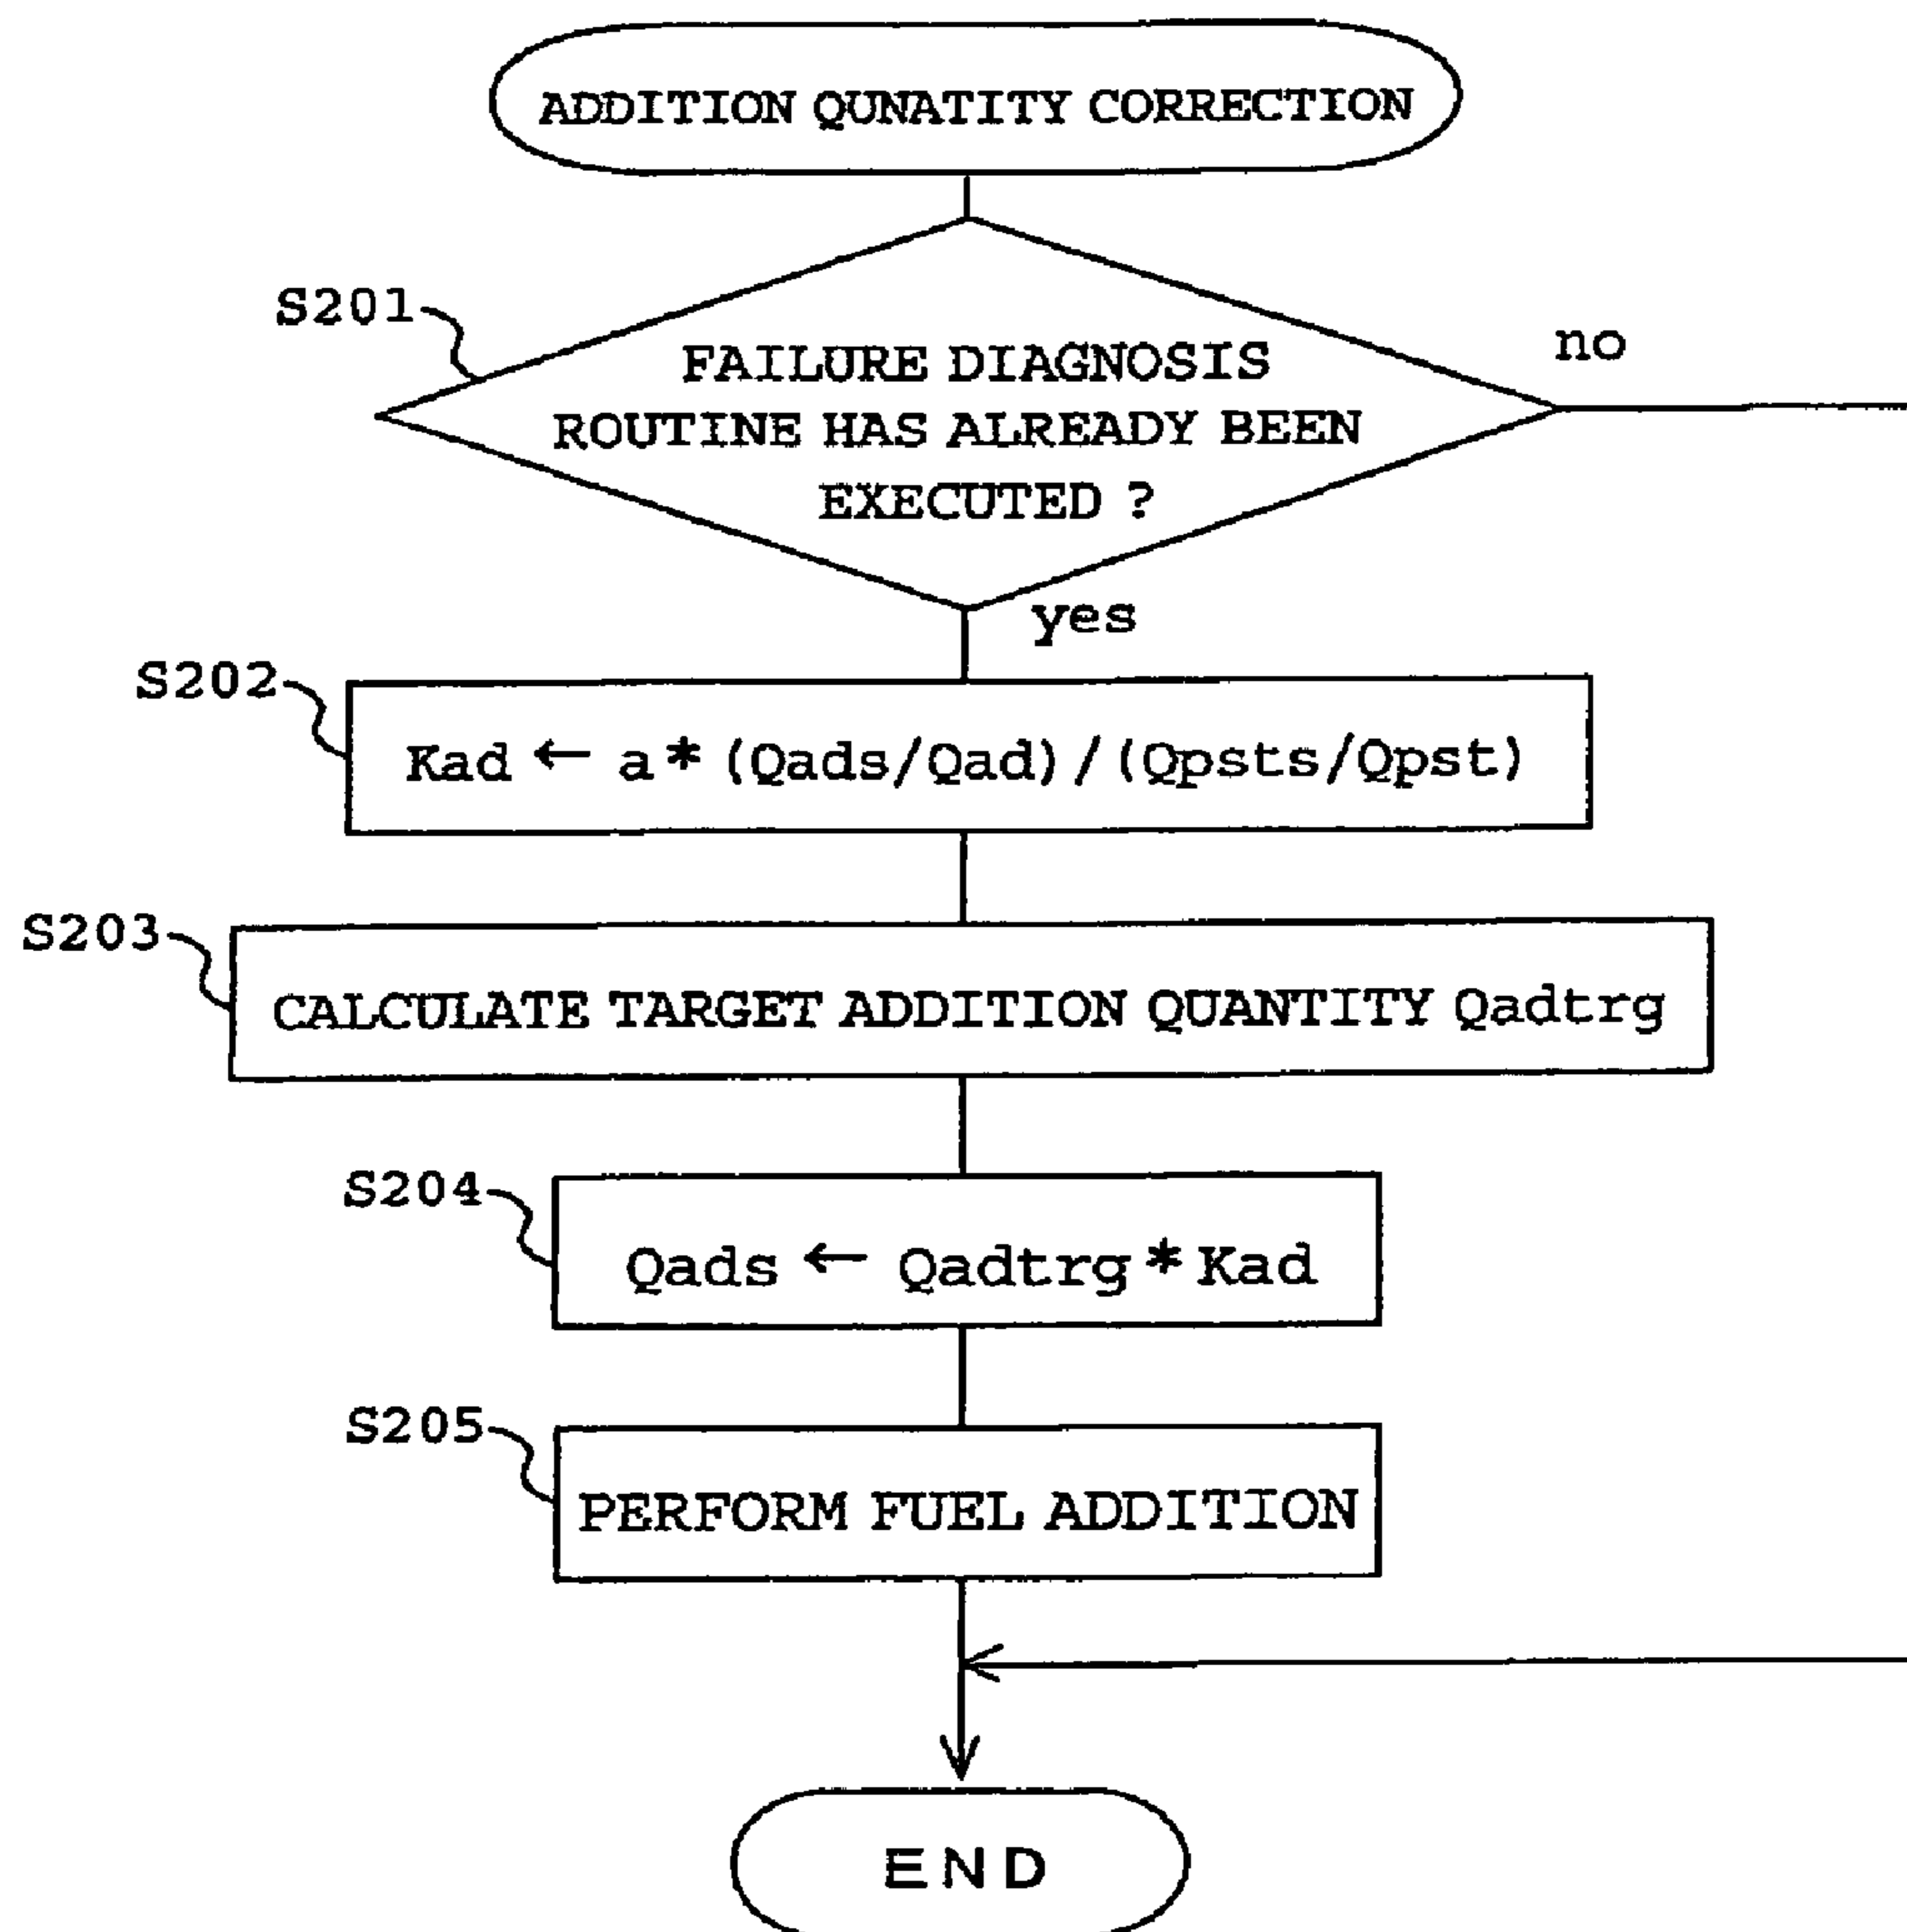 ADDITION QUNATITY CORRECTION
S201
FAILURE DIAGNOSIS
ROUTINE HAS ALREADY BEEN
EXECUTED ?
no
yes
S202
Kad ← a * (Qads/Qad) / (Qpsts/Qpst)
S203
CALCULATE TARGET ADDITION QUANTITY Qadtrg
S204
Qads ← Qadtrg * Kad
S205
PERFORM FUEL ADDITION
END